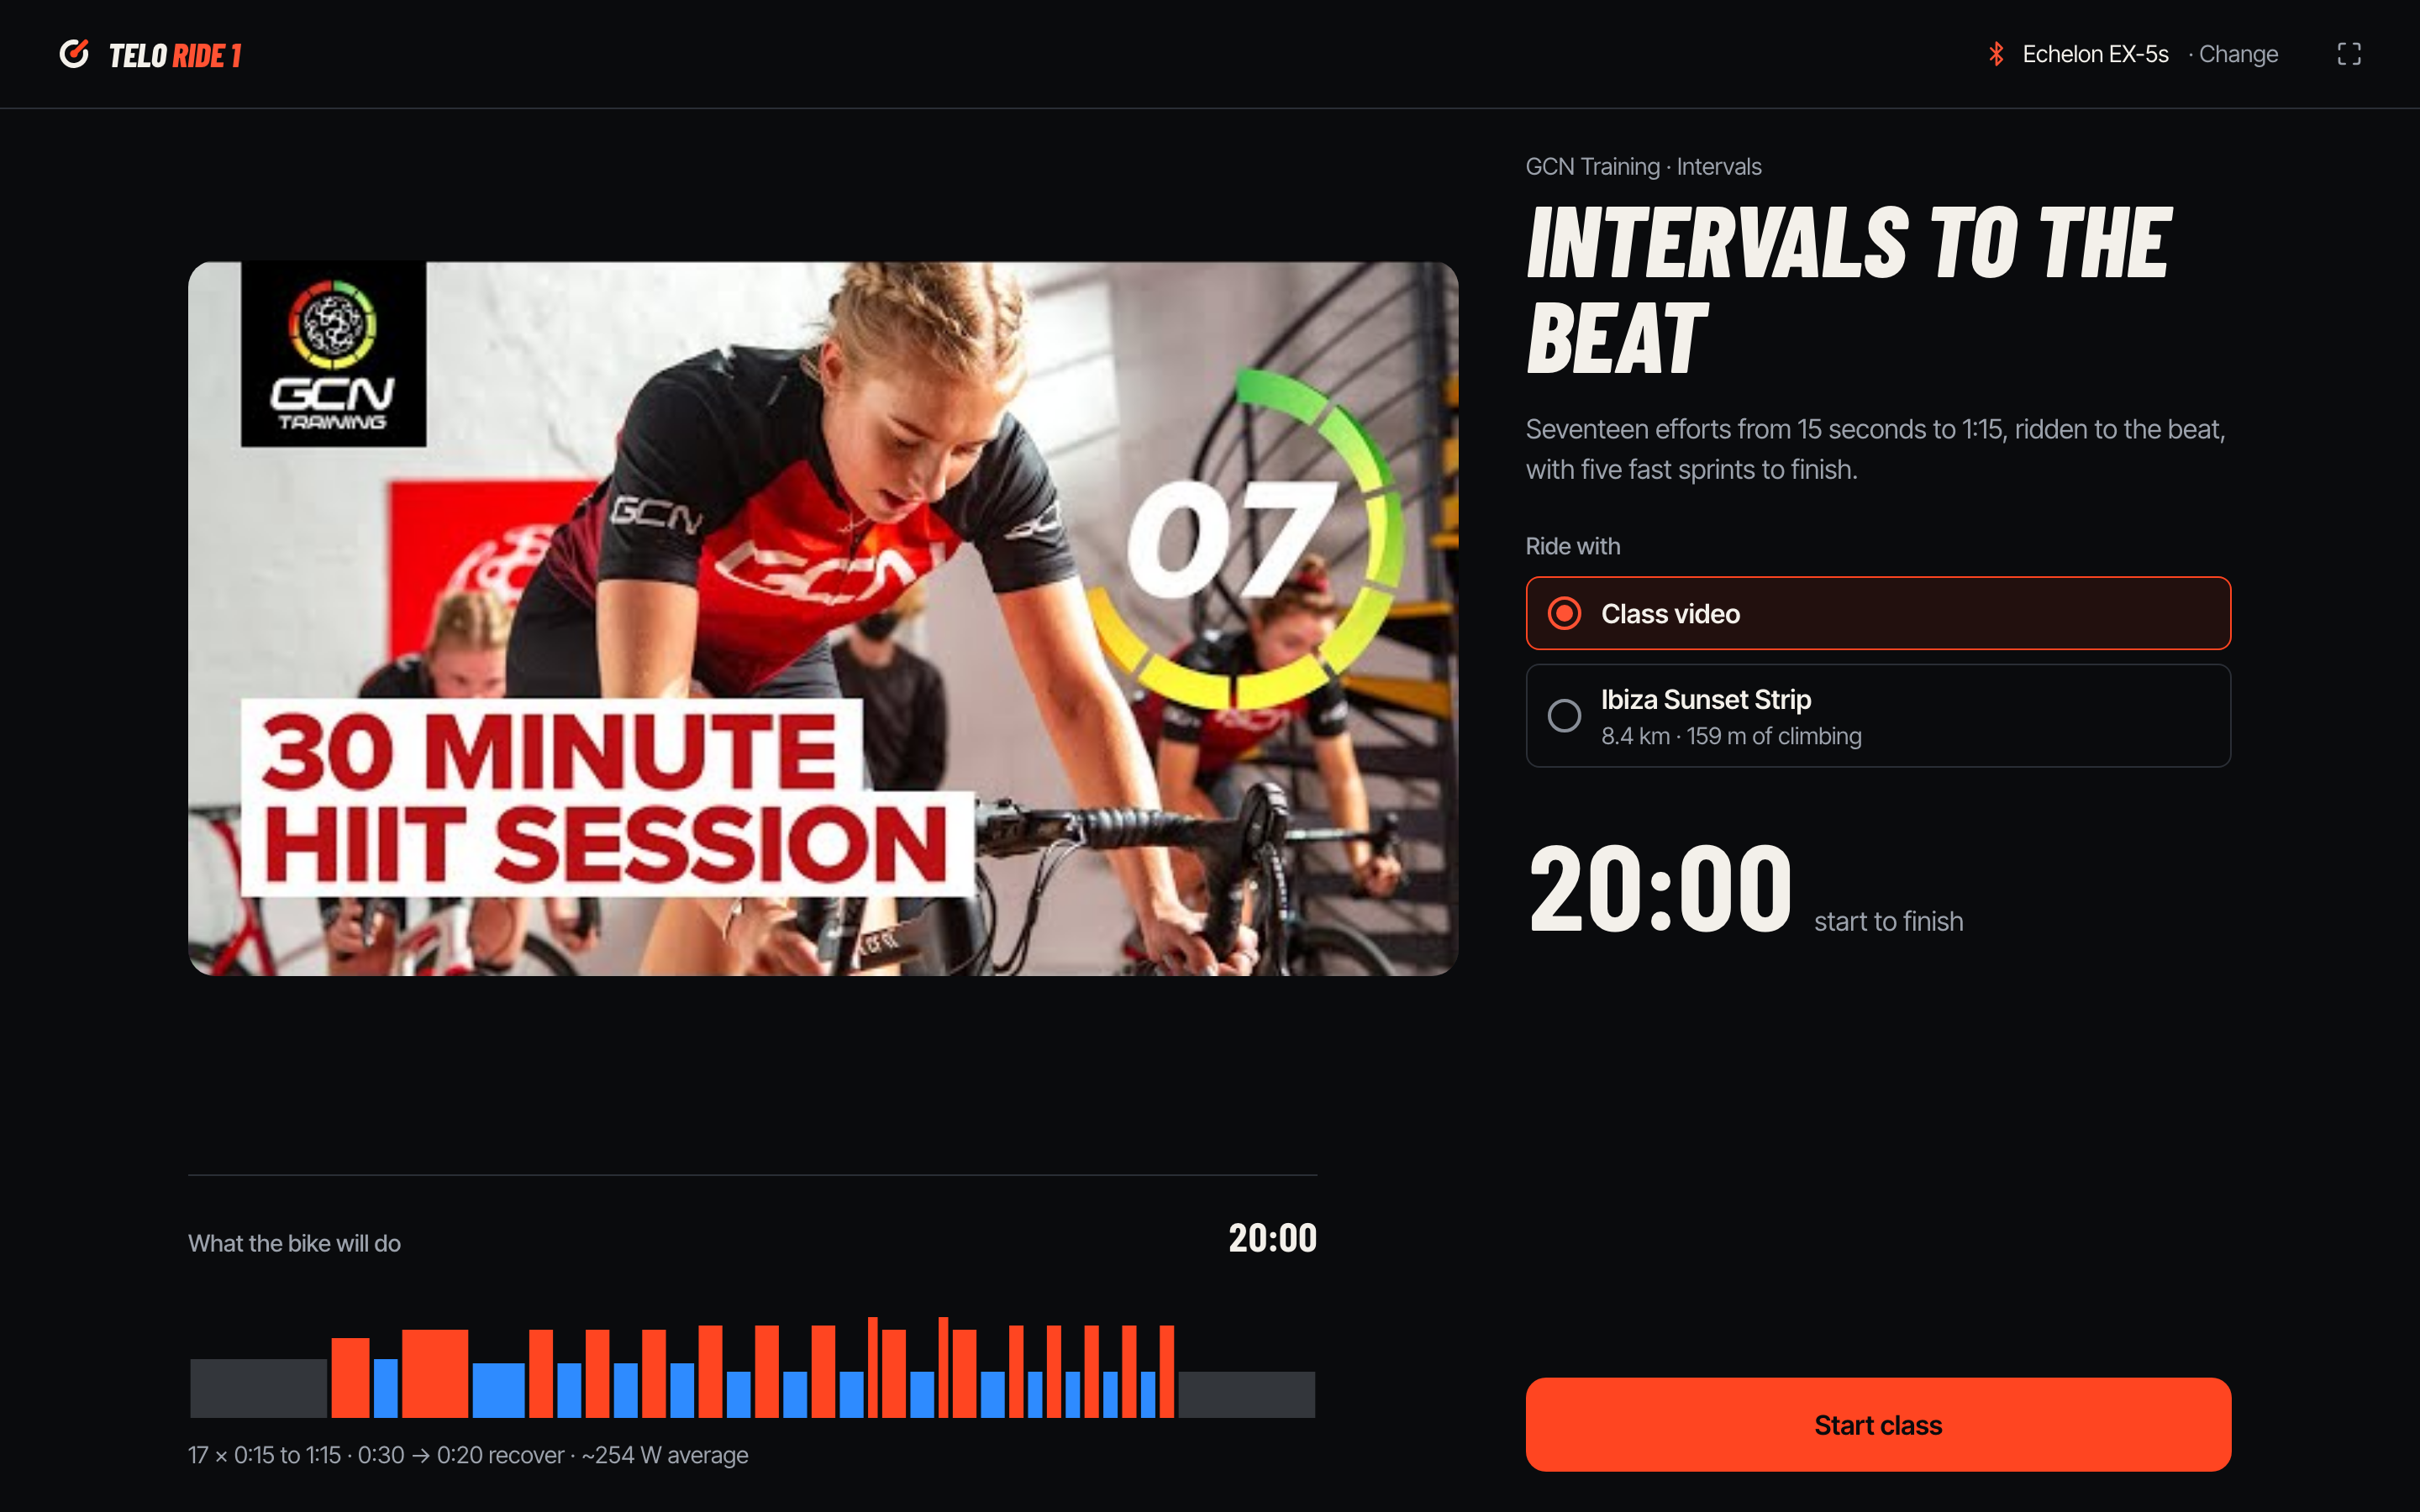 TELO RIDE 1
Echelon EX-5s · Change
GCN Training · Intervals
INTERVALS TO THE
BEAT
Seventeen efforts from 15 seconds to 1:15, ridden to the beat,
with five fast sprints to finish.
Ride with
Class video
Ibiza Sunset Strip
8.4 km · 159 m of climbing
20:00 start to finish
GCN
TRAINING
GCN
GCN
07
30 MINUTE
HIIT SESSION
What the bike will do
20:00
17 × 0:15 to 1:15 · 0:30 → 0:20 recover · ~254 W average
Start class